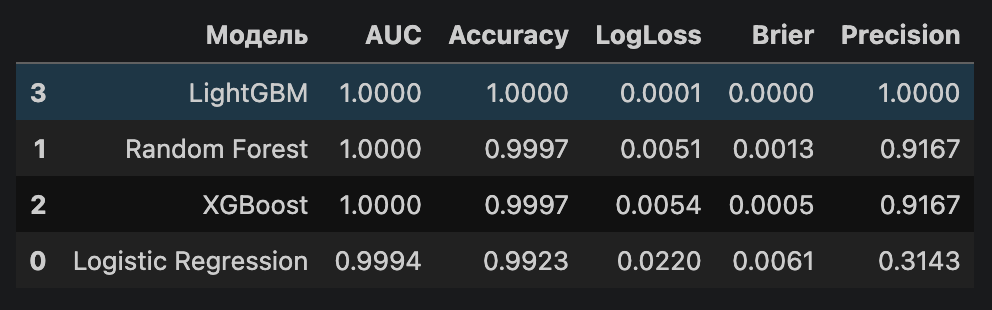 Модель AUC Accuracy LogLoss Brier Precision
3 LightGBM 1.0000 1.0000 0.0001 0.0000 1.0000
1 Random Forest 1.0000 0.9997 0.0051 0.0013 0.9167
2 XGBoost 1.0000 0.9997 0.0054 0.0005 0.9167
0 Logistic Regression 0.9994 0.9923 0.0220 0.0061 0.3143